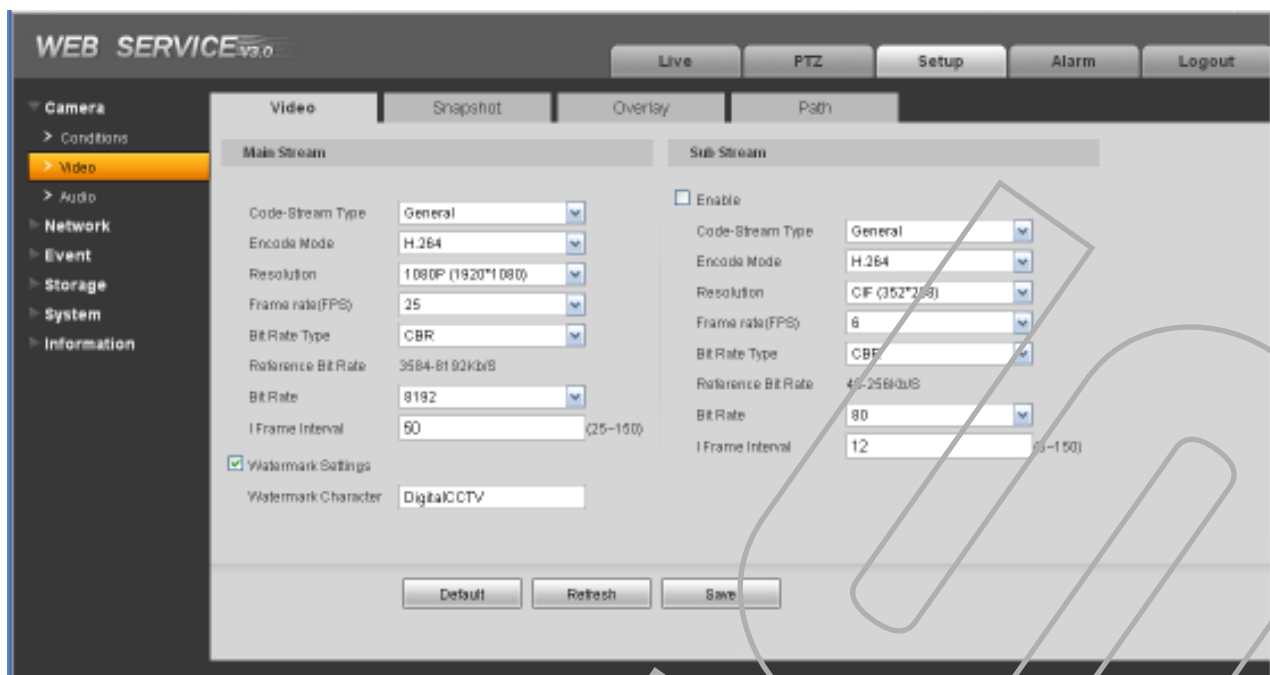 WEB SERVICE V3.0
Live PTZ Setup Alarm Logout
Camera
Conditions
Video
Audio
Network
Event
Storage
System
Information
Video Snapshot Overlay Path
Main Stream
Code-Stream Type General
Encode Mode H.264
Resolution 1080P (1920*1080)
Frame rate(FPS) 25
Bit Rate Type CBR
Reference Bit Rate 3584-8192Kb/S
Bit Rate 8192
I Frame Interval 50 (25~150)
Watermark Settings
Watermark Character DigitalCCTV
Sub Stream
Enable
Code-Stream Type General
Encode Mode H.264
Resolution CIF (352*288)
Frame rate(FPS) 6
Bit Rate Type CBR
Reference Bit Rate
Bit Rate 80
I Frame Interval 12
Default Refresh Save